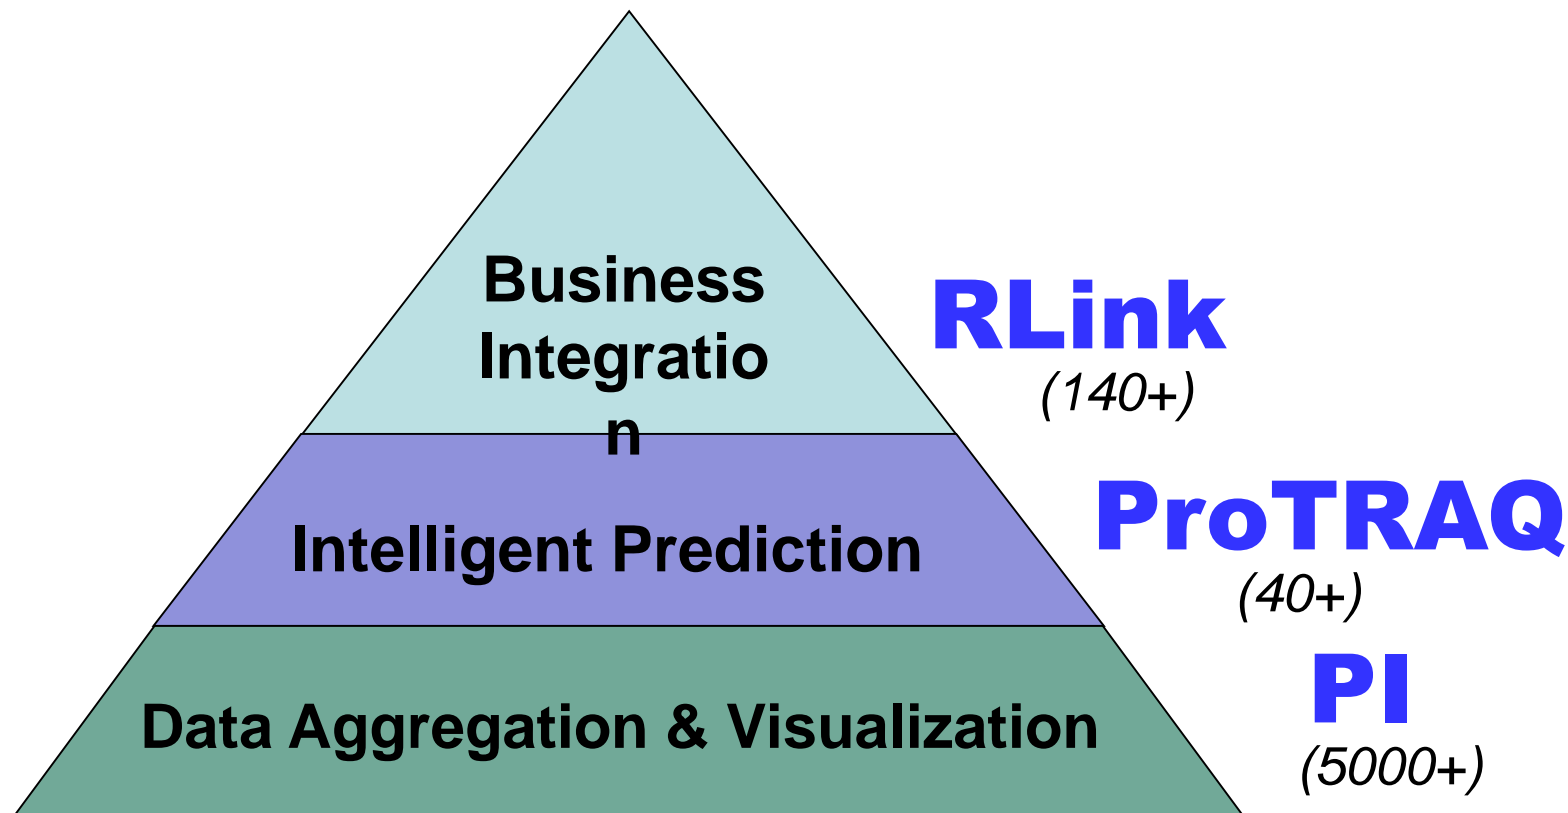 Business
Integratio
n
RLink
(140+)
Intelligent Prediction
ProTRAQ
(40+)
Data Aggregation & Visualization
PI
(5000+)